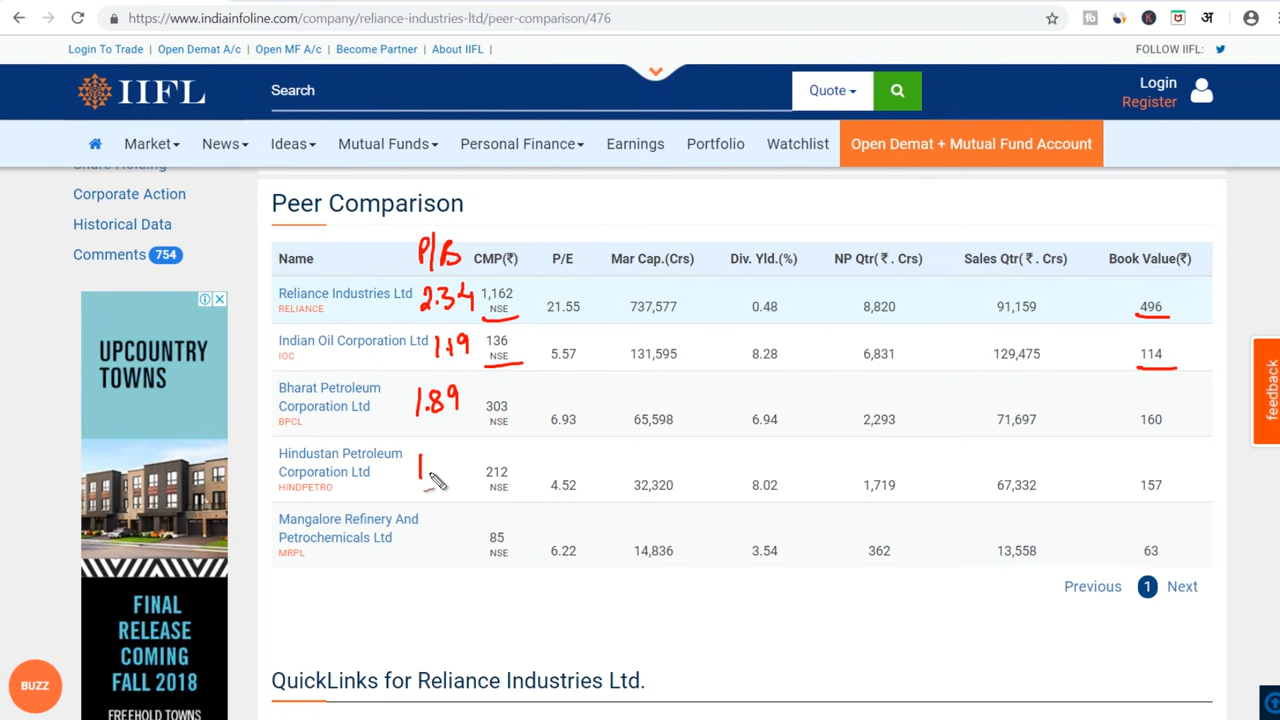 https://www.indiainfoline.com/company/reliance-industries-ltd/peer-comparison/476
Login To Trade | Open Demat A/c | Open MF A/c | Become Partner | About IIFL |
FOLLOW IIFL:
IIFL
Search
Quote
Login
Register
Market News Ideas Mutual Funds Personal Finance Earnings Portfolio Watchlist Open Demat + Mutual Fund Account
Share Holding
Corporate Action
Historical Data
Comments 754
UPCOUNTRY
TOWNS
FINAL
RELEASE
COMING
FALL 2018
FREEHOLD TOWNS
BUZZ
Peer Comparison
Name P/B CMP(₹) P/E Mar Cap.(Crs) Div. Yld.(%) NP Qtr(₹ . Crs) Sales Qtr(₹ . Crs) Book Value(₹)
Reliance Industries Ltd 2.34 1,162
RELIANCE NSE 21.55 737,577 0.48 8,820 91,159 496
Indian Oil Corporation Ltd 1.19 136
IOC NSE 5.57 131,595 8.28 6,831 129,475 114
Bharat Petroleum
Corporation Ltd 1.89 303
BPCL NSE 6.93 65,598 6.94 2,293 71,697 160
Hindustan Petroleum
Corporation Ltd 1 212
HINDPETRO NSE 4.52 32,320 8.02 1,719 67,332 157
Mangalore Refinery And
Petrochemicals Ltd 85
MRPL NSE 6.22 14,836 3.54 362 13,558 63
Previous 1 Next
QuickLinks for Reliance Industries Ltd.
feedback